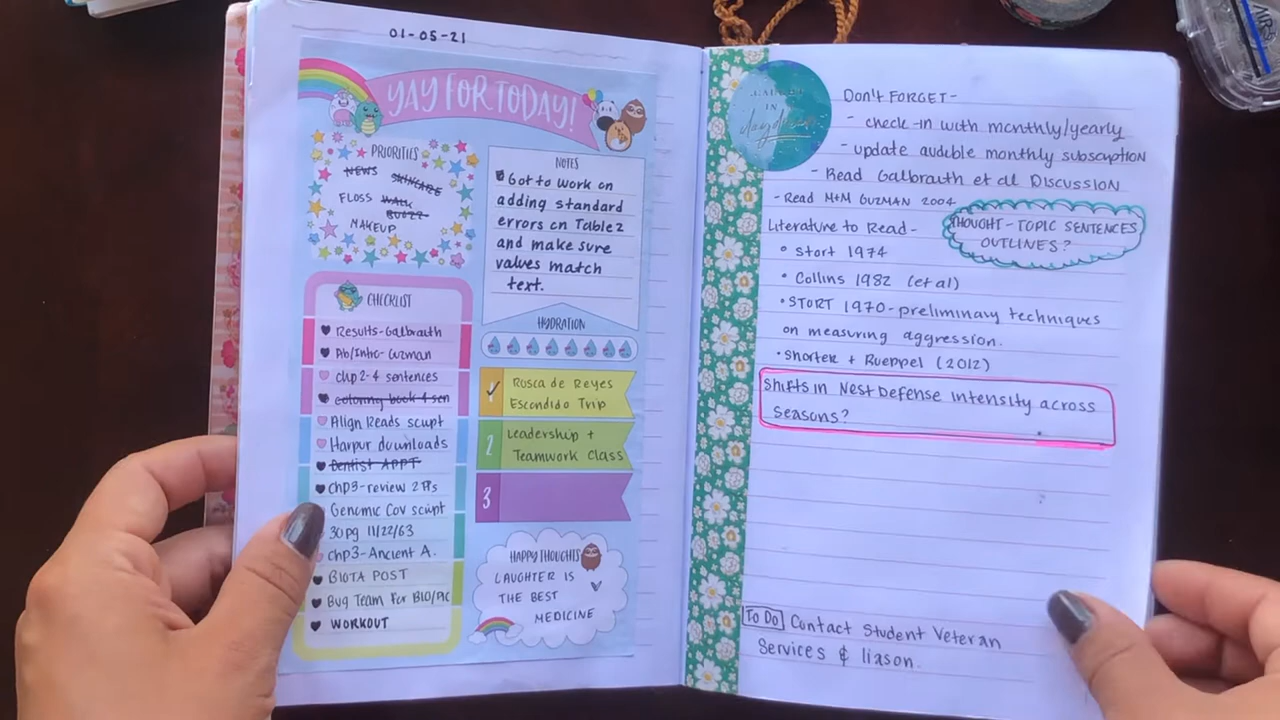 01-05-21
YAY FOR TODAY!
PRIORITIES
NEWS
SKINCARE
FLOSS
WALK
BUZZ
MAKEUP
NOTES
Got to work on
adding standard
errors on Table 2
and make sure
values match
text.
HYDRATION
CHECKLIST
Results-Galbraith
Ab/Intro-Guzman
chp 2-4 sentences
coloring book 4 sen
Align Reads script
Harpur downloads
Dentist APPT
Chp3-review 2
Genomic Cov script
30pg 11/22/63
chp3-Ancient A.
BIOTA POST
Bug Team For
WORKOUT
1
Rosca de Reyes
Escondido Trip
2
Leadership +
Teamwork Class
3
HAPPY THOUGHTS
LAUGHTER IS
THE BEST
MEDICINE
IN
daydream
Don't FORGET-
- check-in with monthly/yearly
- update audible monthly subscription
- Read Galbraith et al DISCUSSION
- Read M+M GUZMAN 2004
THOUGHT-TOPIC SENTENCES
OUTLINES?
Literature to Read-
• Stort 1974
• Collins 1982 (et al)
• STORT 1970-preliminary techniques
on measuring aggression.
• Shorter + Rueppel (2012)
Shifts in Nest Defense Intensity across
Seasons?
To Do Contact Student Veteran
Services & liason.